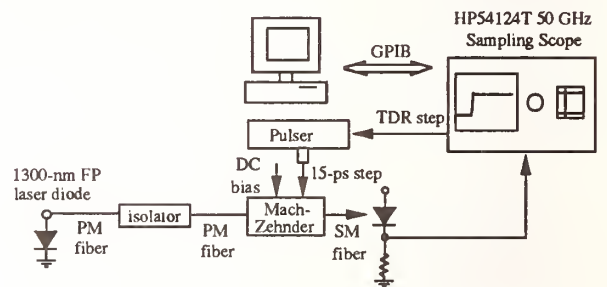 HP54124T 50 GHz
Sampling Scope
GPIB
TDR step
Pulser
DC
bias
15-ps step
1300-nm FP
laser diode
PM
fiber
isolator
PM
fiber
Mach-
Zehnder
SM
fiber